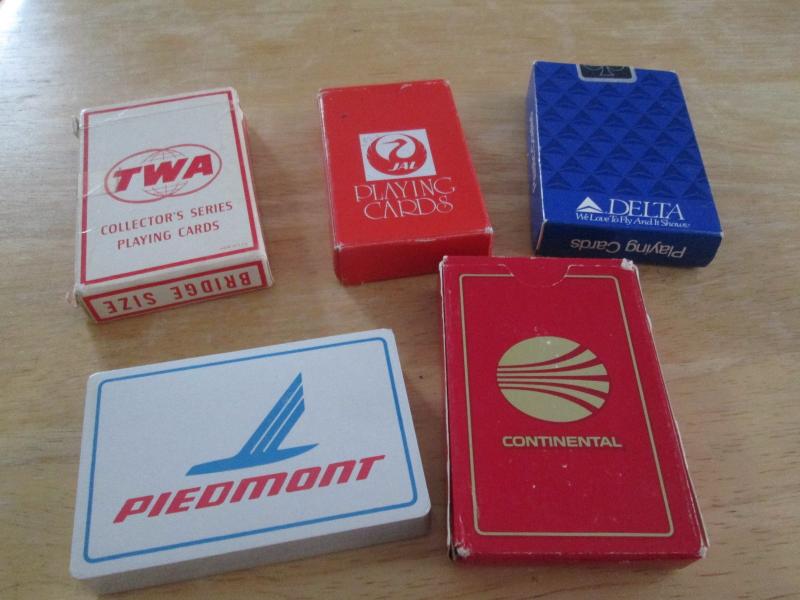 TWA
COLLECTOR'S SERIES
PLAYING CARDS
BRIDGE SIZE
JAL
PLAYING
CARDS
DELTA
We Love To Fly And It Shows
Playing Cards
PIEDMONT
CONTINENTAL